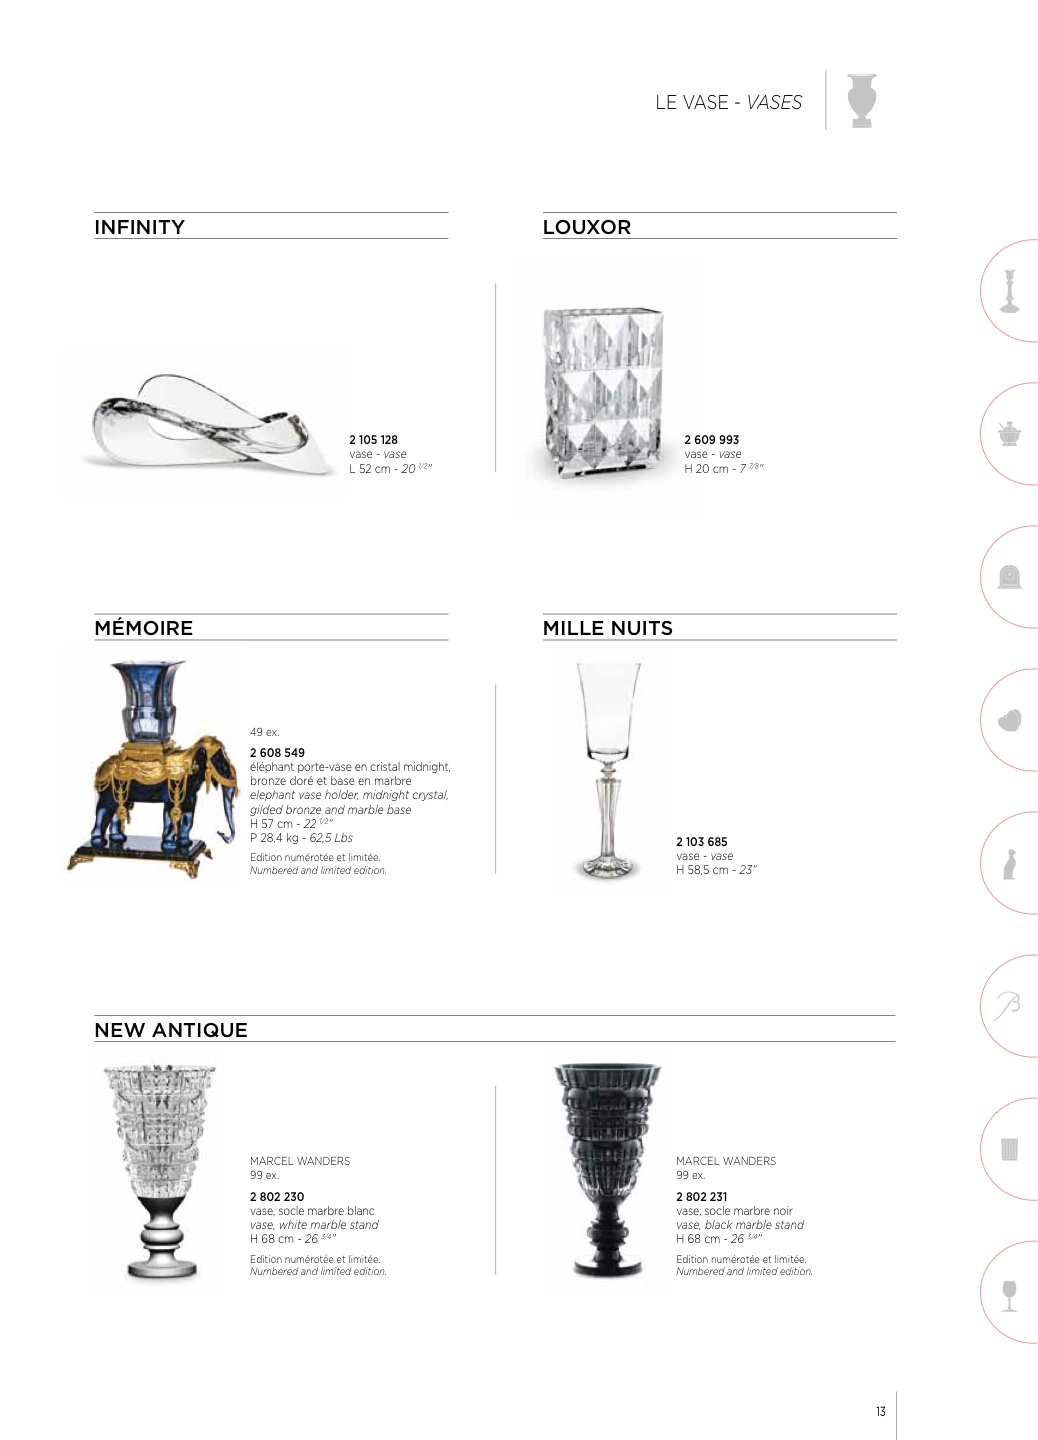 LE VASE - VASES
INFINITY
2 105 128
vase - vase
L 52 cm - 20 1/2"
LOUXOR
2 609 993
vase - vase
H 20 cm - 7 7/8"
MÉMOIRE
49 ex.
2 608 549
éléphant porte-vase en cristal midnight,
bronze doré et base en marbre
elephant vase holder, midnight crystal,
gilded bronze and marble base
H 57 cm - 22 1/2"
P 28,4 kg - 62,5 Lbs
Edition numérotée et limitée.
Numbered and limited edition.
MILLE NUITS
2 103 685
vase - vase
H 58,5 cm - 23"
NEW ANTIQUE
MARCEL WANDERS
99 ex.
2 802 230
vase, socle marbre blanc
vase, white marble stand
H 68 cm - 26 3/4"
Edition numérotée et limitée.
Numbered and limited edition.
MARCEL WANDERS
99 ex.
2 802 231
vase, socle marbre noir
vase, black marble stand
H 68 cm - 26 3/4"
Edition numérotée et limitée.
Numbered and limited edition.
13